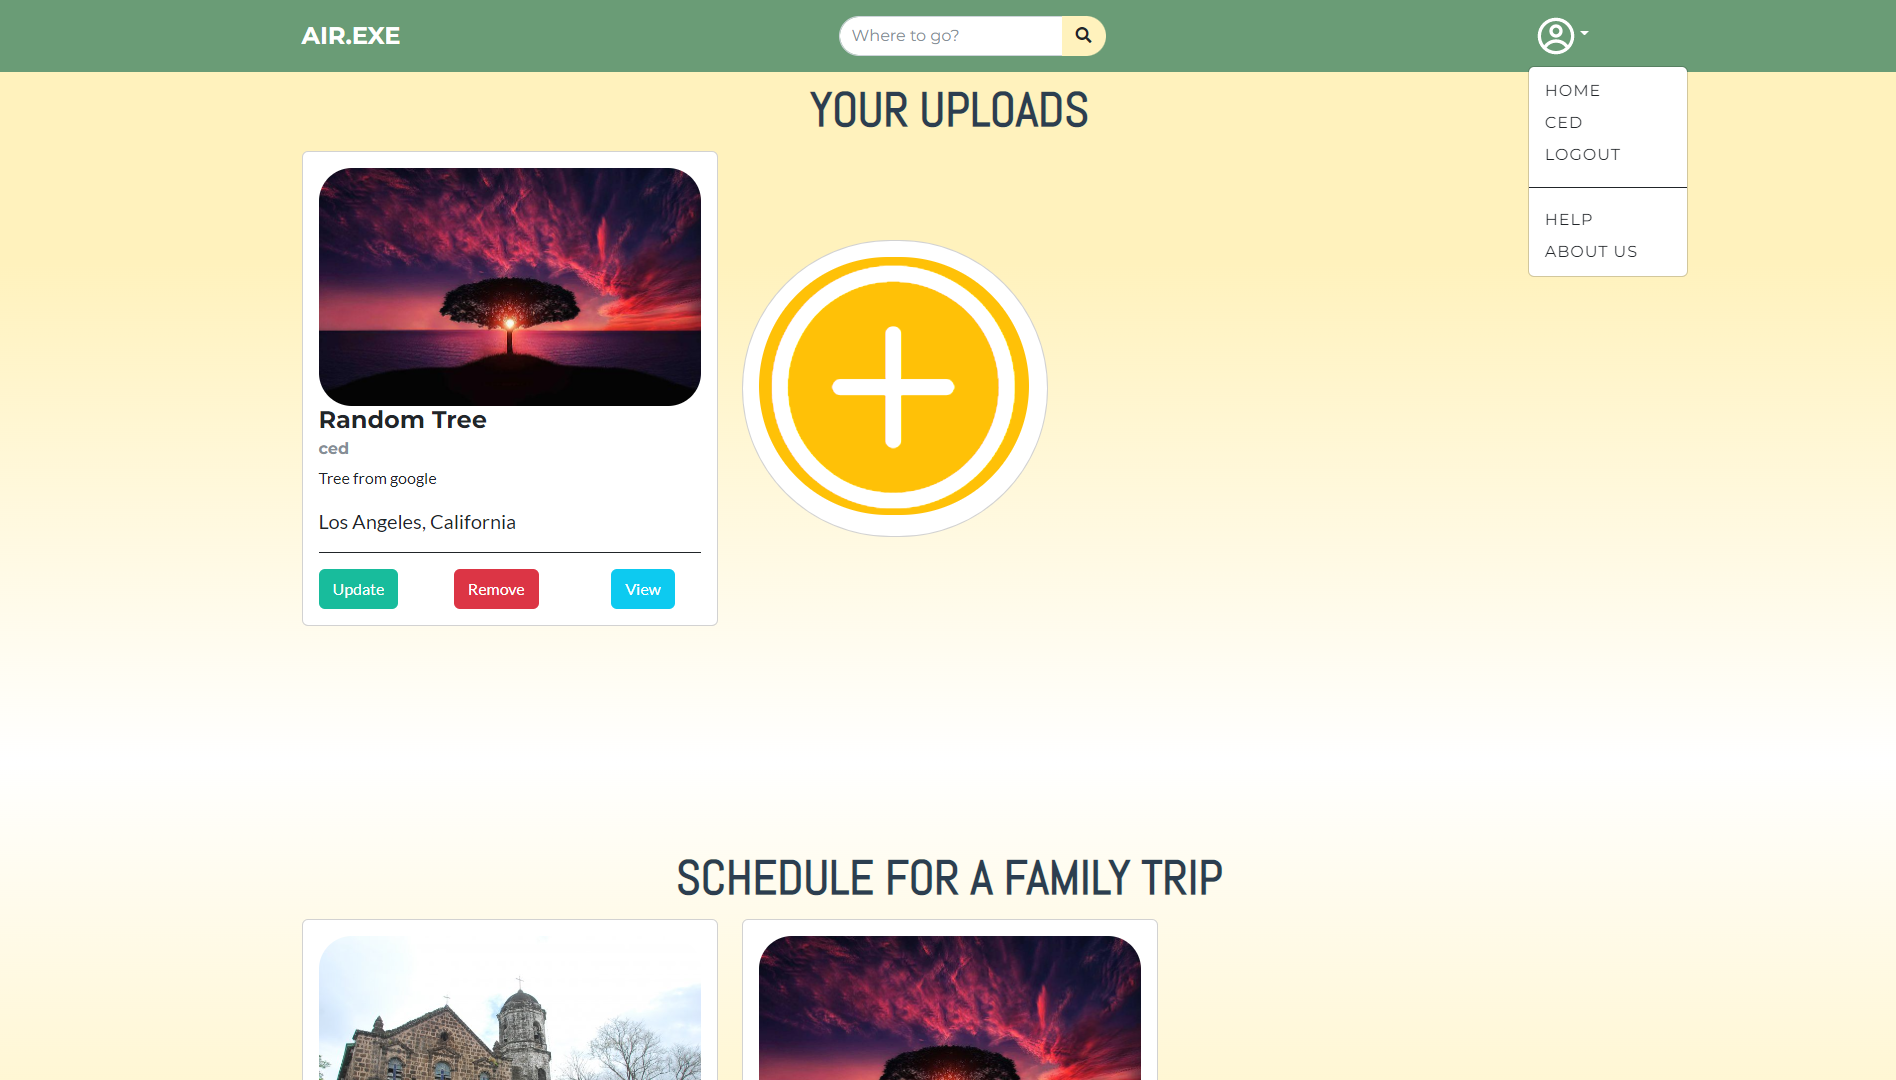 AIR.EXE
Where to go?
HOME
CED
LOGOUT
HELP
ABOUT US
YOUR UPLOADS
Random Tree
ced
Tree from google
Los Angeles, California
Update
Remove
View
SCHEDULE FOR A FAMILY TRIP